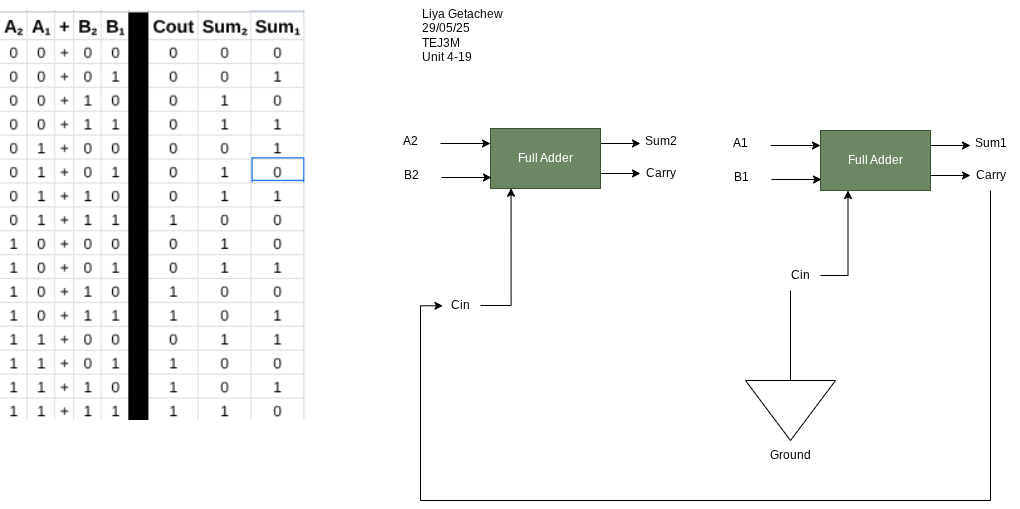 A₂ A₁ + B₂ B₁ Cout Sum₂ Sum₁
0 0 + 0 0 0 0 0
0 0 + 0 1 0 0 1
0 0 + 1 0 0 1 0
0 0 + 1 1 0 1 1
0 1 + 0 0 0 0 1
0 1 + 0 1 0 1 0
0 1 + 1 0 0 1 1
0 1 + 1 1 1 0 0
1 0 + 0 0 0 1 0
1 0 + 0 1 0 1 1
1 0 + 1 0 1 0 0
1 0 + 1 1 1 0 1
1 1 + 0 0 0 1 1
1 1 + 0 1 1 0 0
1 1 + 1 0 1 0 1
1 1 + 1 1 1 1 0
Liya Getachew
29/05/25
TEJ3M
Unit 4-19
A2
B2
Full Adder
Sum2
Carry
Cin
A1
B1
Full Adder
Sum1
Carry
Cin
Ground